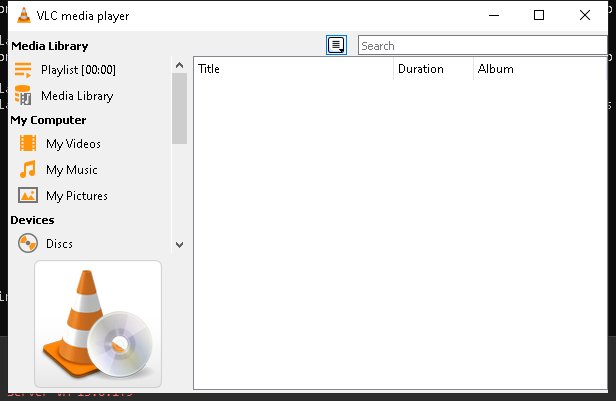 VLC media player
Media Library
Search
Playlist [00:00]
Media Library
My Computer
My Videos
My Music
My Pictures
Devices
Discs
Title Duration Album